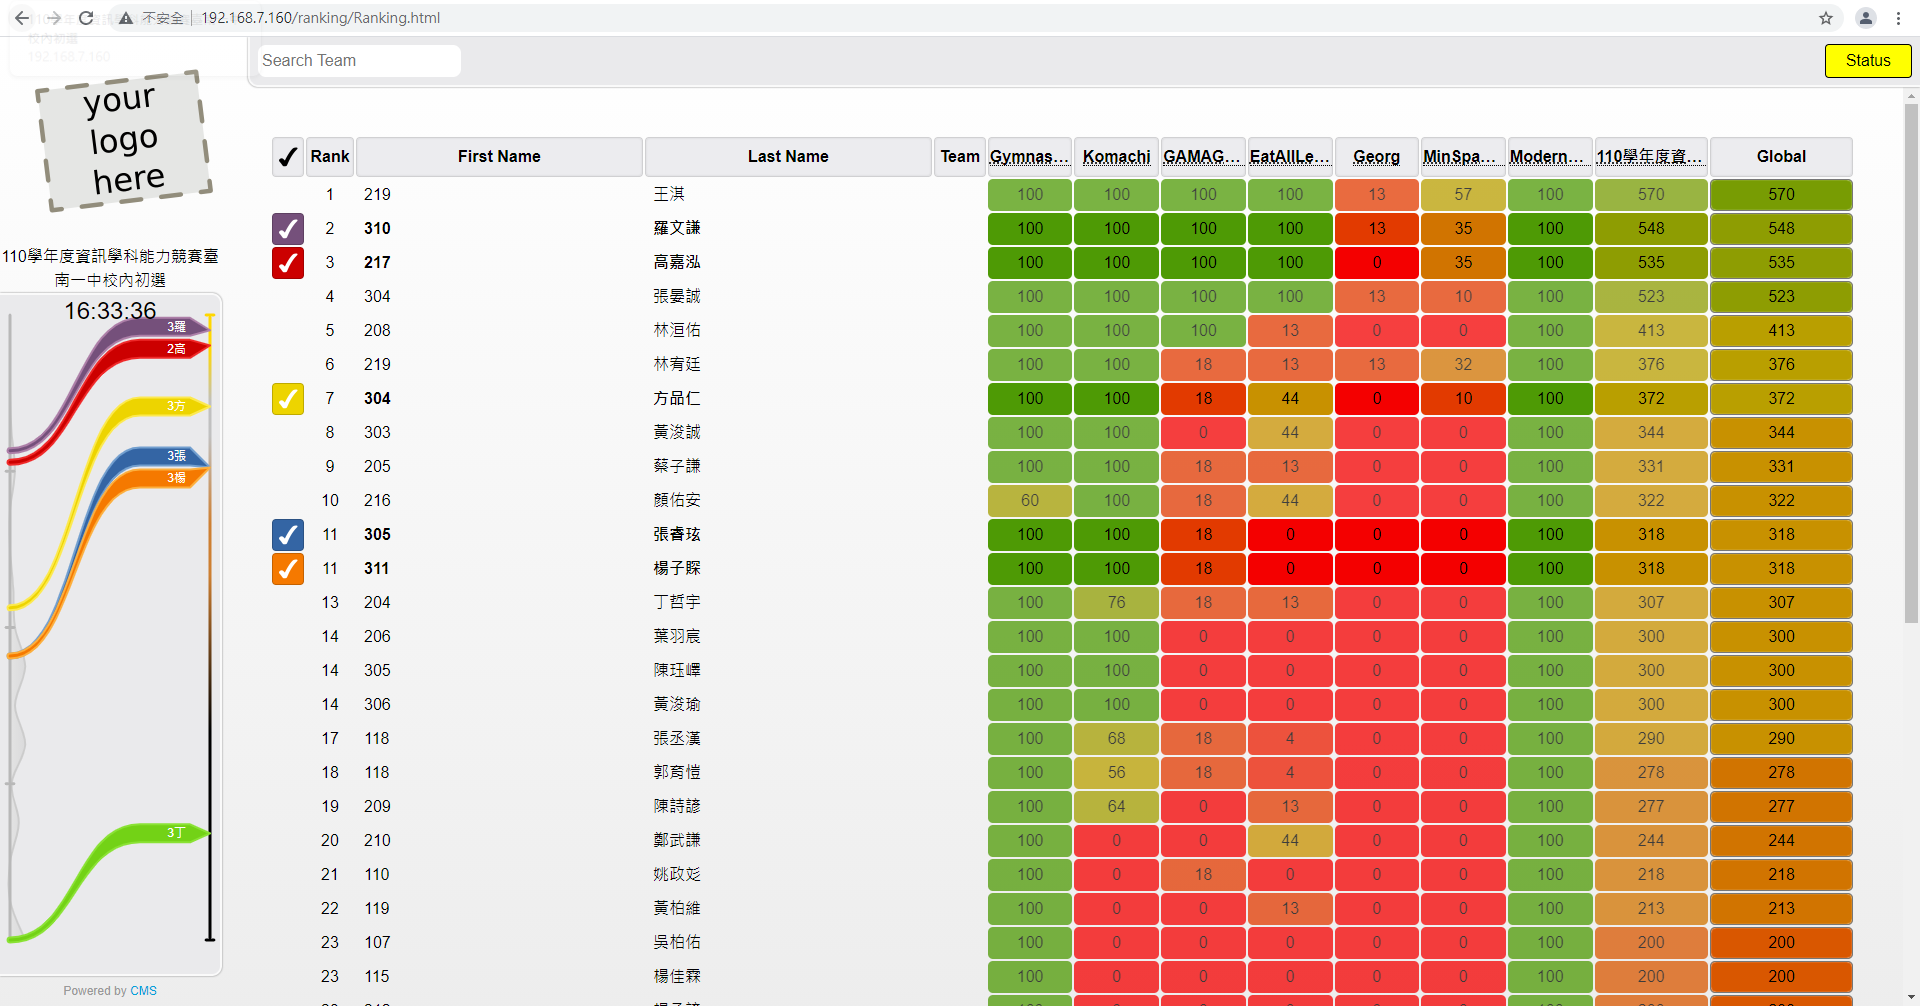 不安全 192.168.7.160/ranking/Ranking.html
校內初選
192.168.7.160
Search Team
Status
your
logo
here
110學年度資訊學科能力競賽臺
南一中校內初選
16:33:36
3羅
2高
3方
3張
3楊
3丁
Powered by CMS
Rank First Name Last Name Team Gymnas... Komachi GAMAG... EatAllLe... Georg MinSpa... Modern... 110學年度資... Global
1 219 王淇 100 100 100 100 13 57 100 570 570
2 310 羅文謙 100 100 100 100 13 35 100 548 548
3 217 高嘉泓 100 100 100 100 0 35 100 535 535
4 304 張晏誠 100 100 100 100 13 10 100 523 523
5 208 林洹佑 100 100 100 13 0 0 100 413 413
6 219 林宥廷 100 100 18 13 13 32 100 376 376
7 304 方品仁 100 100 18 44 0 10 100 372 372
8 303 黃浚誠 100 100 0 44 0 0 100 344 344
9 205 蔡子謙 100 100 18 13 0 0 100 331 331
10 216 顏佑安 60 100 18 44 0 0 100 322 322
11 305 張睿玹 100 100 18 0 0 0 100 318 318
11 311 楊子 100 100 18 0 0 0 100 318 318
13 204 丁哲宇 100 76 18 13 0 0 100 307 307
14 206 葉羽宸 100 100 0 0 0 0 100 300 300
14 305 陳玨嶧 100 100 0 0 0 0 100 300 300
14 306 黃浚瑜 100 100 0 0 0 0 100 300 300
17 118 張丞漢 100 68 18 4 0 0 100 290 290
18 118 郭育愷 100 56 18 4 0 0 100 278 278
19 209 陳詩諺 100 64 0 13 0 0 100 277 277
20 210 鄭武謙 100 0 0 44 0 0 100 244 244
21 110 姚政彣 100 0 18 0 0 0 100 218 218
22 119 黃柏維 100 0 0 13 0 0 100 213 213
23 107 吳柏佑 100 0 0 0 0 0 100 200 200
23 115 楊佳霖 100 0 0 0 0 0 100 200 200